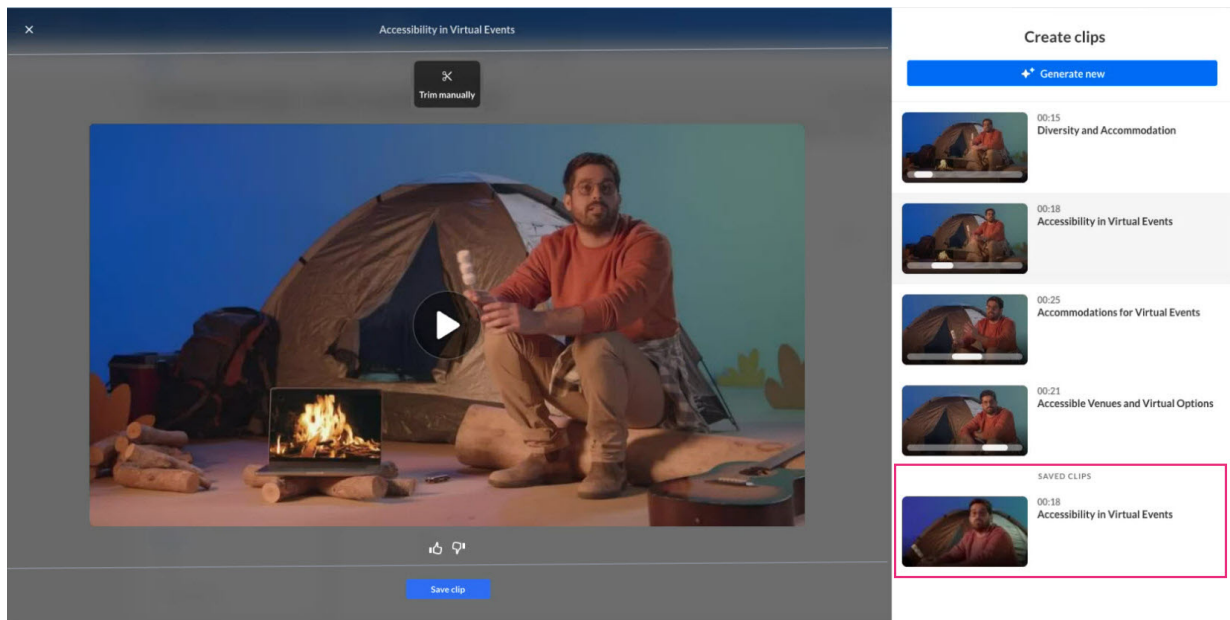 Accessibility in Virtual Events
Trim manually
Save clip
Create clips
Generate new
00:15
Diversity and Accommodation
00:18
Accessibility in Virtual Events
00:25
Accommodations for Virtual Events
00:21
Accessible Venues and Virtual Options
SAVED CLIPS
00:18
Accessibility in Virtual Events